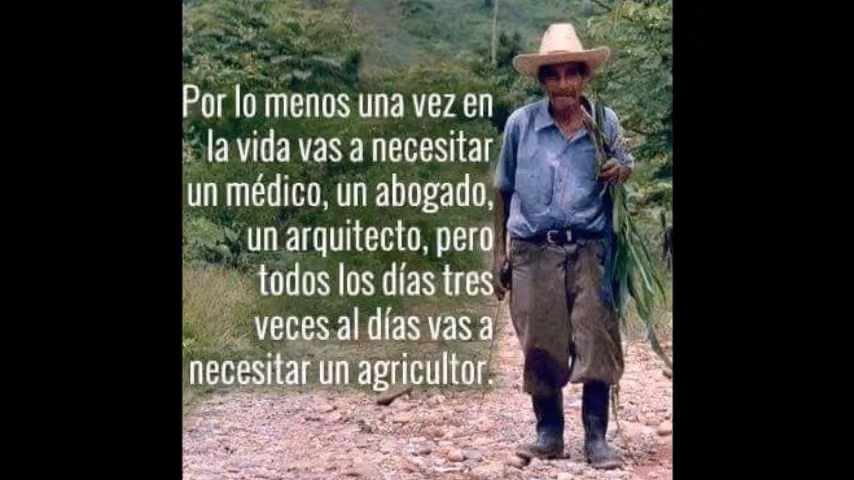 Por lo menos una vez en
la vida vas a necesitar
un médico, un abogado,
un arquitecto, pero
todos los días tres
veces al días vas a
necesitar un agricultor.